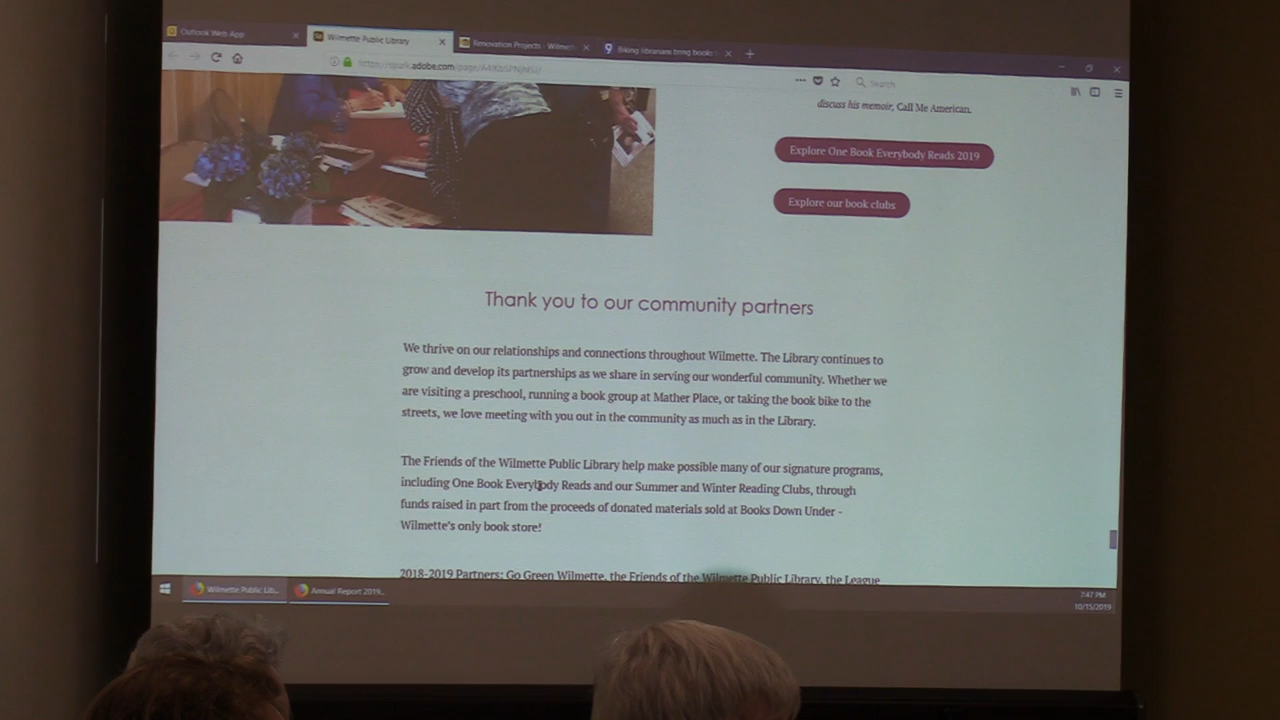 Outlook Web App
Wilmette Public Library
Renovation Projects - Wilmett
Biking librarians bring books
adobe.com
Search
discuss his memoir, Call Me American.
Explore One Book Everybody Reads 2019
Explore our book clubs
Thank you to our community partners
We thrive on our relationships and connections throughout Wilmette. The Library continues to
grow and develop its partnerships as we share in serving our wonderful community. Whether we
are visiting a preschool, running a book group at Mather Place, or taking the book bike to the
streets, we love meeting with you out in the community as much as in the Library.
The Friends of the Wilmette Public Library help make possible many of our signature programs,
including One Book Everybody Reads and our Summer and Winter Reading Clubs, through
funds raised in part from the proceeds of donated materials sold at Books Down Under -
Wilmette's only book store!
2018-2019 Partners: Go Green Wilmette, the Friends of the Wilmette Public Library, the League
Wilmette Public Lib...
Annual Report 2019...
7:47 PM
10/15/2019